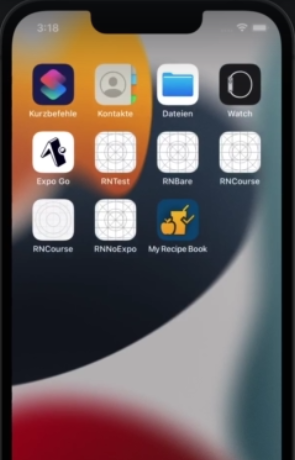 3:18
Kurzbefehle
Kontakte
Dateien
Watch
Expo Go
RNTest
RNBare
RNCourse
RNCourse
RNNoExpo
My Recipe Book